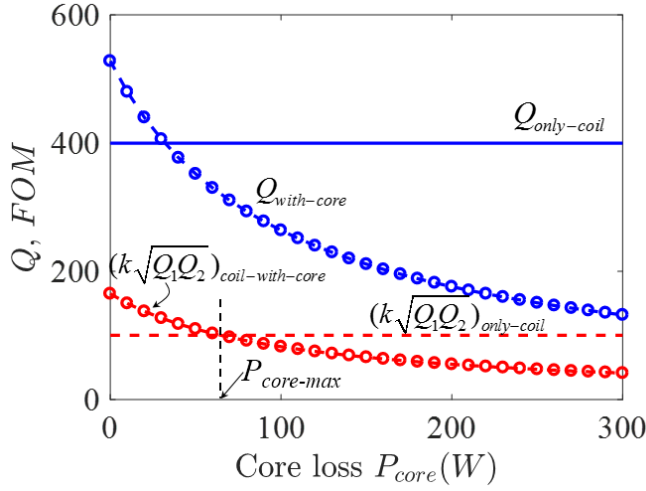 600
400
200
0
Q, FOM
Q_{only-coil}
Q_{with-core}
(k√Q₁Q₂)_{coil-with-core}
(k√Q₁Q₂)_{only-coil}
P_{core-max}
0 100 200 300
Core loss P_{core}(W)